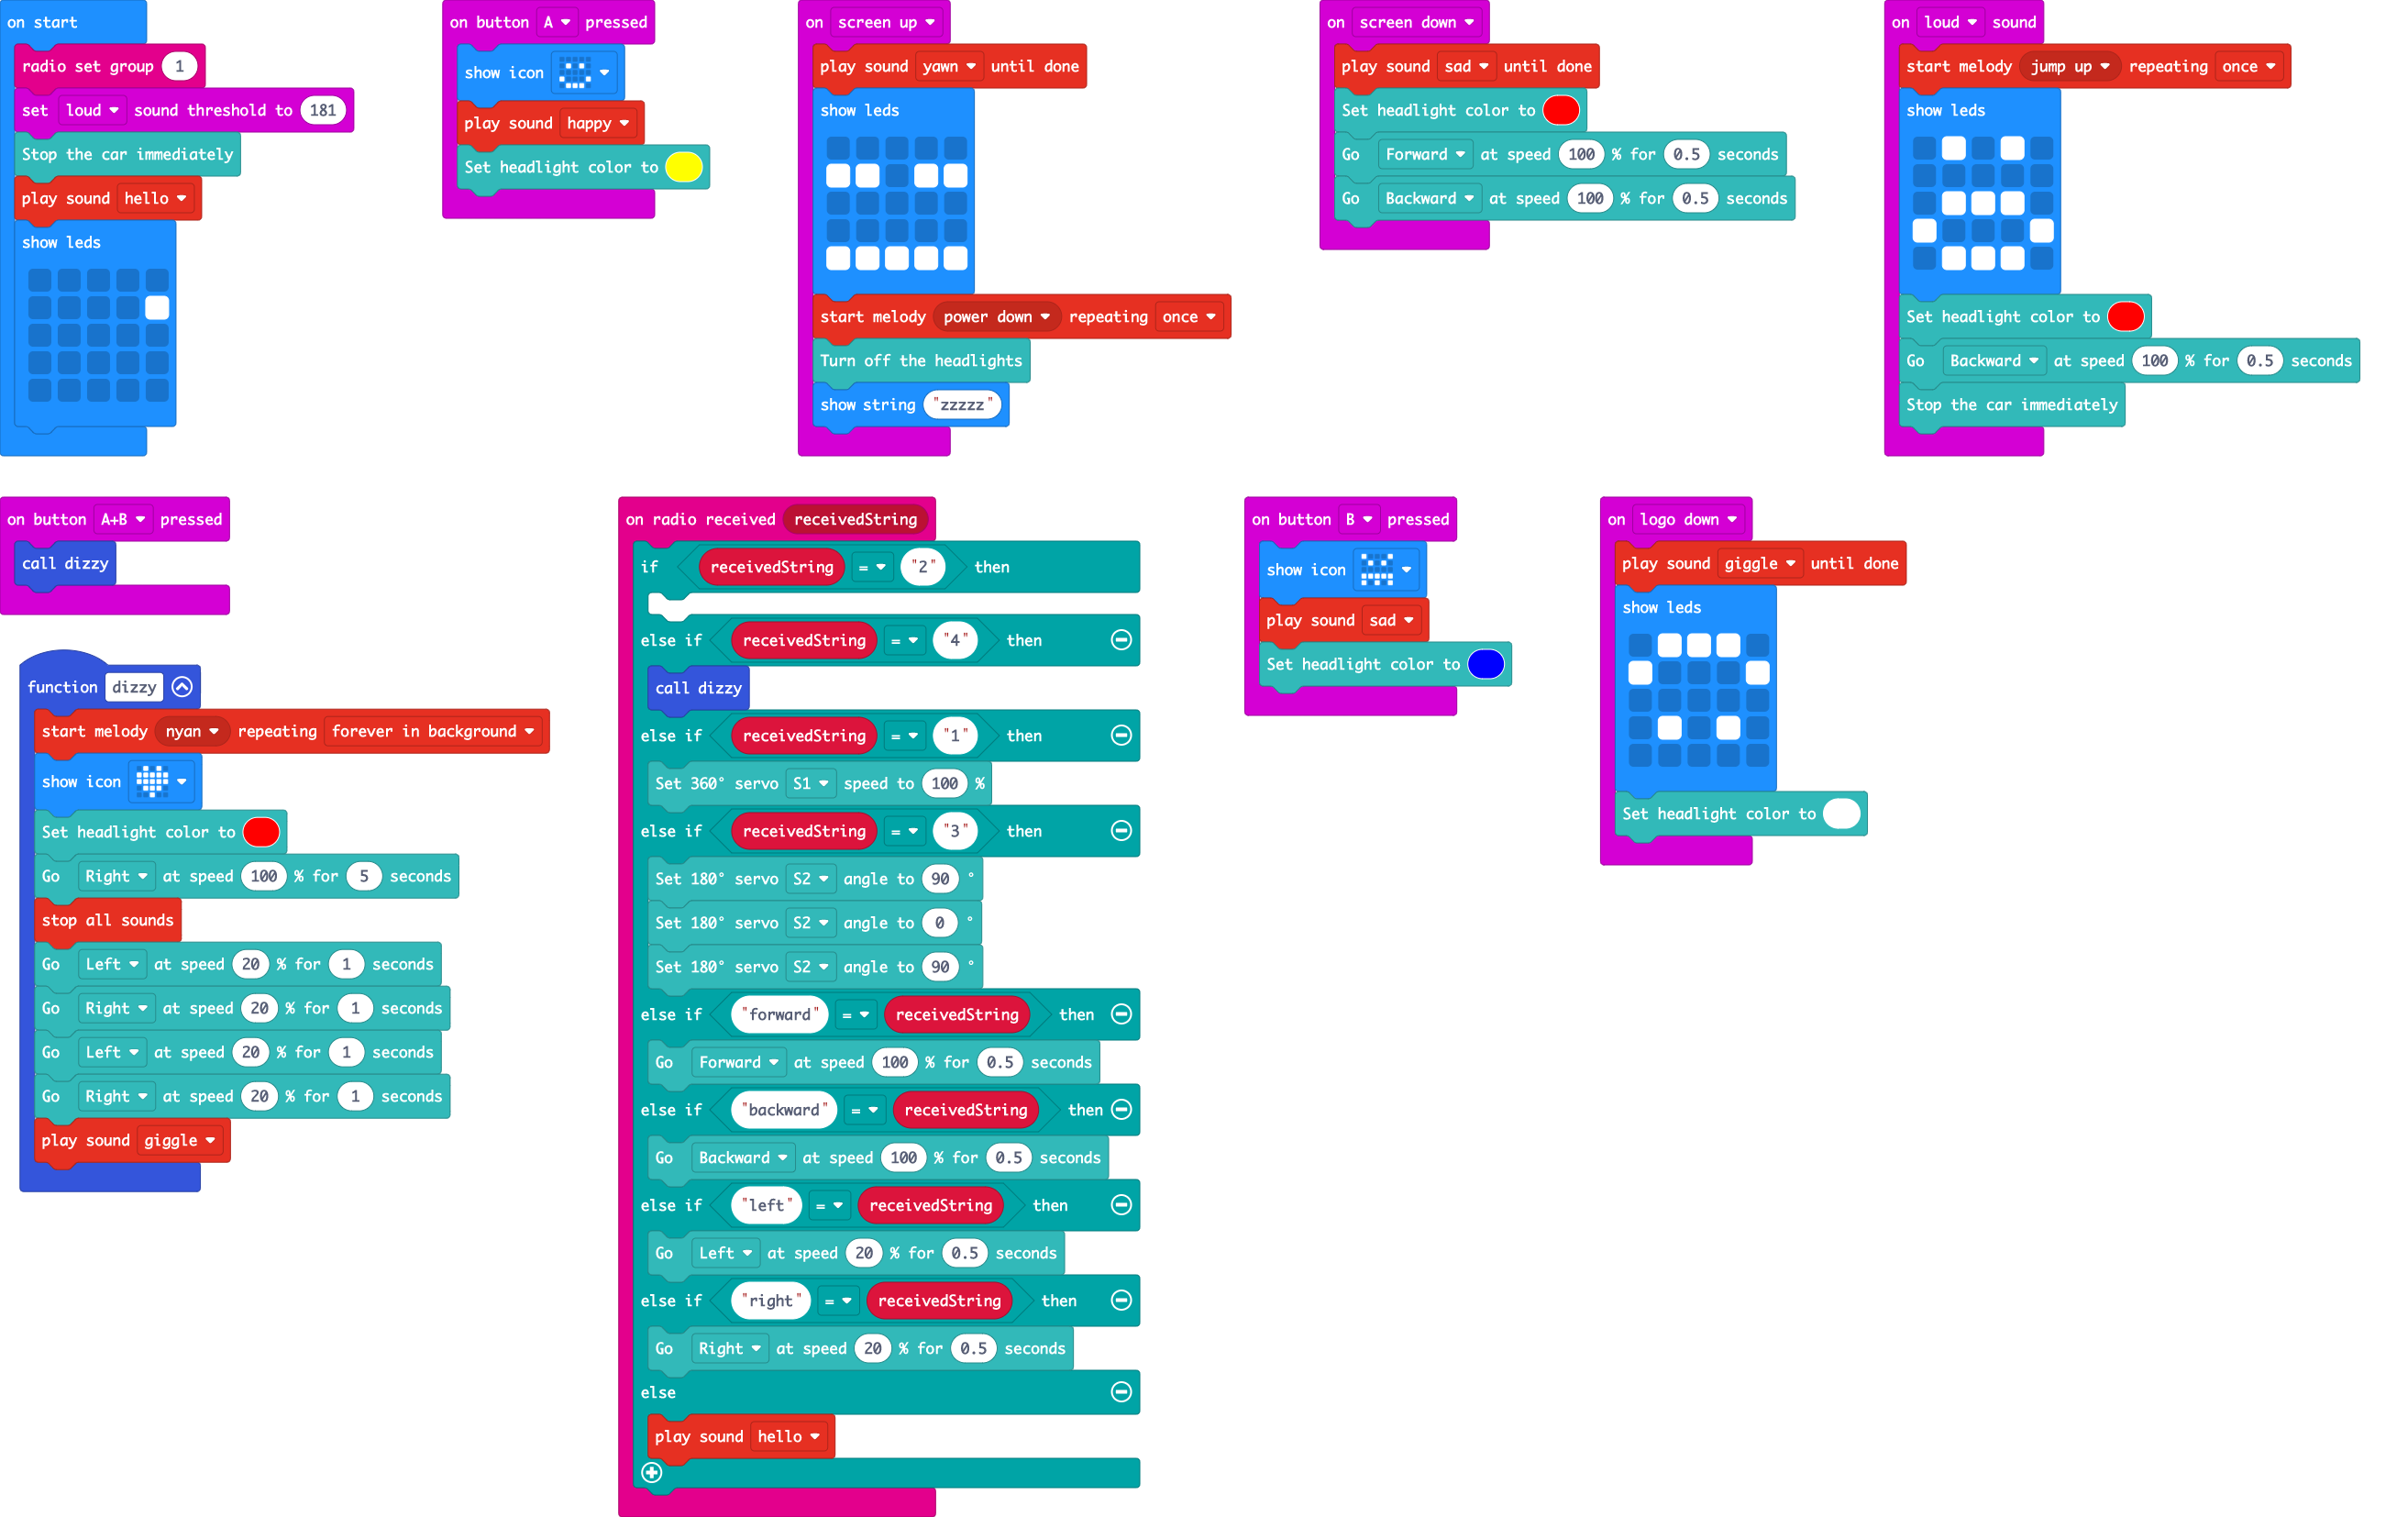 on start
radio set group 1
set loud sound threshold to 181
Stop the car immediately
play sound hello
show leds
on button A pressed
show icon
play sound happy
Set headlight color to
on screen up
play sound yawn until done
show leds
start melody power down repeating once
Turn off the headlights
show string "zzzzz"
on screen down
play sound sad until done
Set headlight color to
Go Forward at speed 100 % for 0.5 seconds
Go Backward at speed 100 % for 0.5 seconds
on loud sound
start melody jump up repeating once
show leds
Set headlight color to
Go Backward at speed 100 % for 0.5 seconds
Stop the car immediately
on button A+B pressed
call dizzy
function dizzy
start melody nyan repeating forever in background
show icon
Set headlight color to
Go Right at speed 100 % for 5 seconds
stop all sounds
Go Left at speed 20 % for 1 seconds
Go Right at speed 20 % for 1 seconds
Go Left at speed 20 % for 1 seconds
Go Right at speed 20 % for 1 seconds
play sound giggle
on radio received receivedString
if receivedString = "2" then
else if receivedString = "4" then
call dizzy
else if receivedString = "1" then
Set 360° servo S1 speed to 100 %
else if receivedString = "3" then
Set 180° servo S2 angle to 90 °
Set 180° servo S2 angle to 0 °
Set 180° servo S2 angle to 90 °
else if "forward" = receivedString then
Go Forward at speed 100 % for 0.5 seconds
else if "backward" = receivedString then
Go Backward at speed 100 % for 0.5 seconds
else if "left" = receivedString then
Go Left at speed 20 % for 0.5 seconds
else if "right" = receivedString then
Go Right at speed 20 % for 0.5 seconds
else
play sound hello
on button B pressed
show icon
play sound sad
Set headlight color to
on logo down
play sound giggle until done
show leds
Set headlight color to